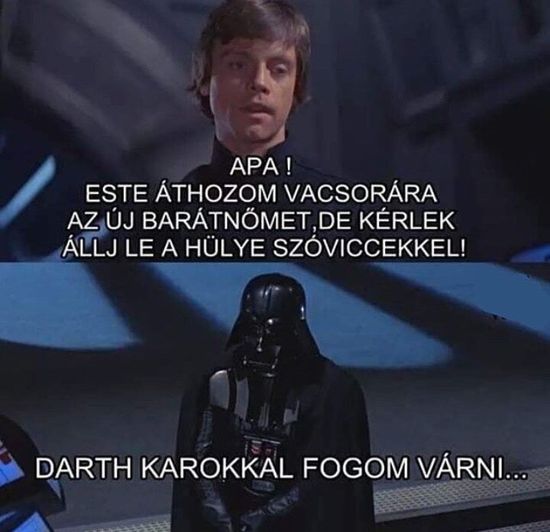 APA !
ESTE ÁTHOZOM VACSORÁRA
AZ ÚJ BARÁTNŐMET,DE KÉRLEK
ÁLLJ LE A HÜLYE SZÓVICCEKKEL!
DARTH KAROKKAL FOGOM VÁRNI...